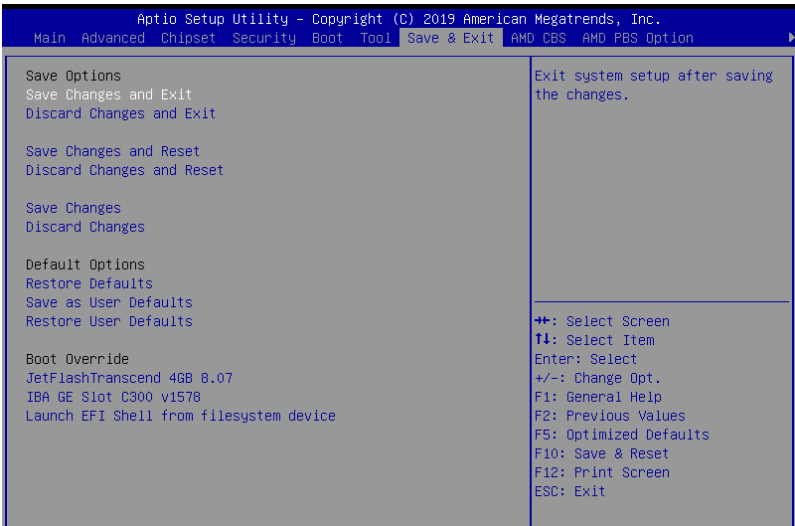 Aptio Setup Utility – Copyright (C) 2019 American Megatrends, Inc.
Main Advanced Chipset Security Boot Tool Save & Exit AMD CBS AMD PBS Option
Save Options
Save Changes and Exit
Discard Changes and Exit
Save Changes and Reset
Discard Changes and Reset
Save Changes
Discard Changes
Default Options
Restore Defaults
Save as User Defaults
Restore User Defaults
Boot Override
JetFlashTranscend 4GB 8.07
IBA GE Slot C300 v1578
Launch EFI Shell from filesystem device
Exit system setup after saving
the changes.
→←: Select Screen
↑↓: Select Item
Enter: Select
+/-: Change Opt.
F1: General Help
F2: Previous Values
F5: Optimized Defaults
F10: Save & Reset
F12: Print Screen
ESC: Exit